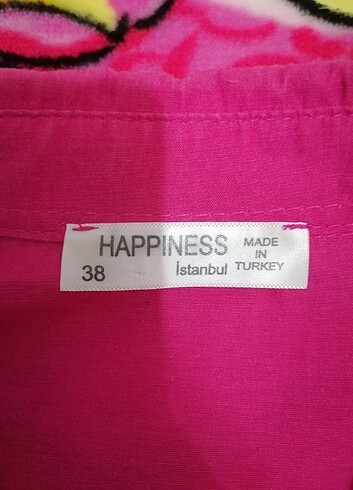 HAPPINESS
38 İstanbul
MADE
IN
TURKEY